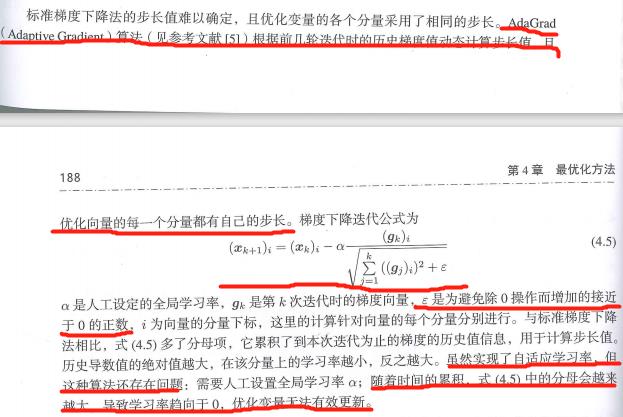 标准梯度下降法的步长值难以确定，且优化变量的各个分量采用了相同的步长。AdaGrad
（Adaptive Gradient）算法（见参考文献 [5]）根据前几轮迭代时的历史梯度值动态计算步长值，且
188
第 4 章 最优化方法
优化向量的每一个分量都有自己的步长。梯度下降迭代公式为
(x_{k+1})_i = (x_k)_i − α \frac{(g_k)_i}{\sqrt{\sum_{j=1}^{k} ((g_j)_i)^2 + ε}} (4.5)
α 是人工设定的全局学习率，g_k 是第 k 次迭代时的梯度向量，ε 是为避免除 0 操作而增加的接近
于 0 的正数，i 为向量的分量下标，这里的计算针对向量的每个分量分别进行。与标准梯度下降
法相比，式 (4.5) 多了分母项，它累积了到本次迭代为止的梯度的历史值信息，用于计算步长值。
历史导数值的绝对值越大，在该分量上的学习率越小，反之越大。虽然实现了自适应学习率，但
这种算法还存在问题：需要人工设置全局学习率 α；随着时间的累积，式 (4.5) 中的分母会越来
越大，导致学习率趋向于 0，优化变量无法有效更新。